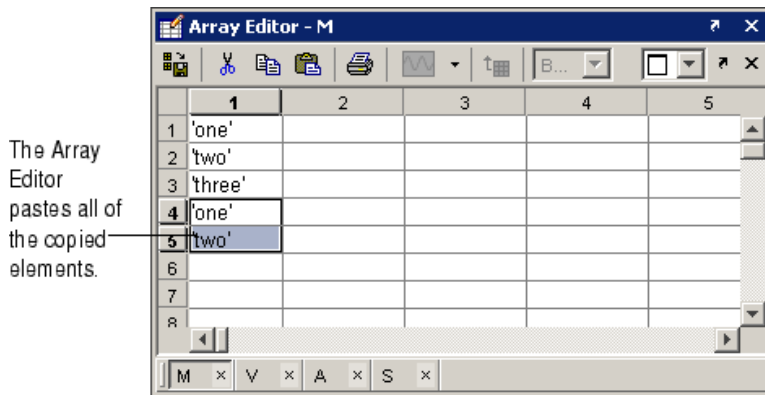 Array Editor - M
B...
1 2 3 4 5
1 'one'
2 'two'
3 'three'
4 'one'
5 'two'
6
7
8
The Array
Editor
pastes all of
the copied
elements.
M V A S